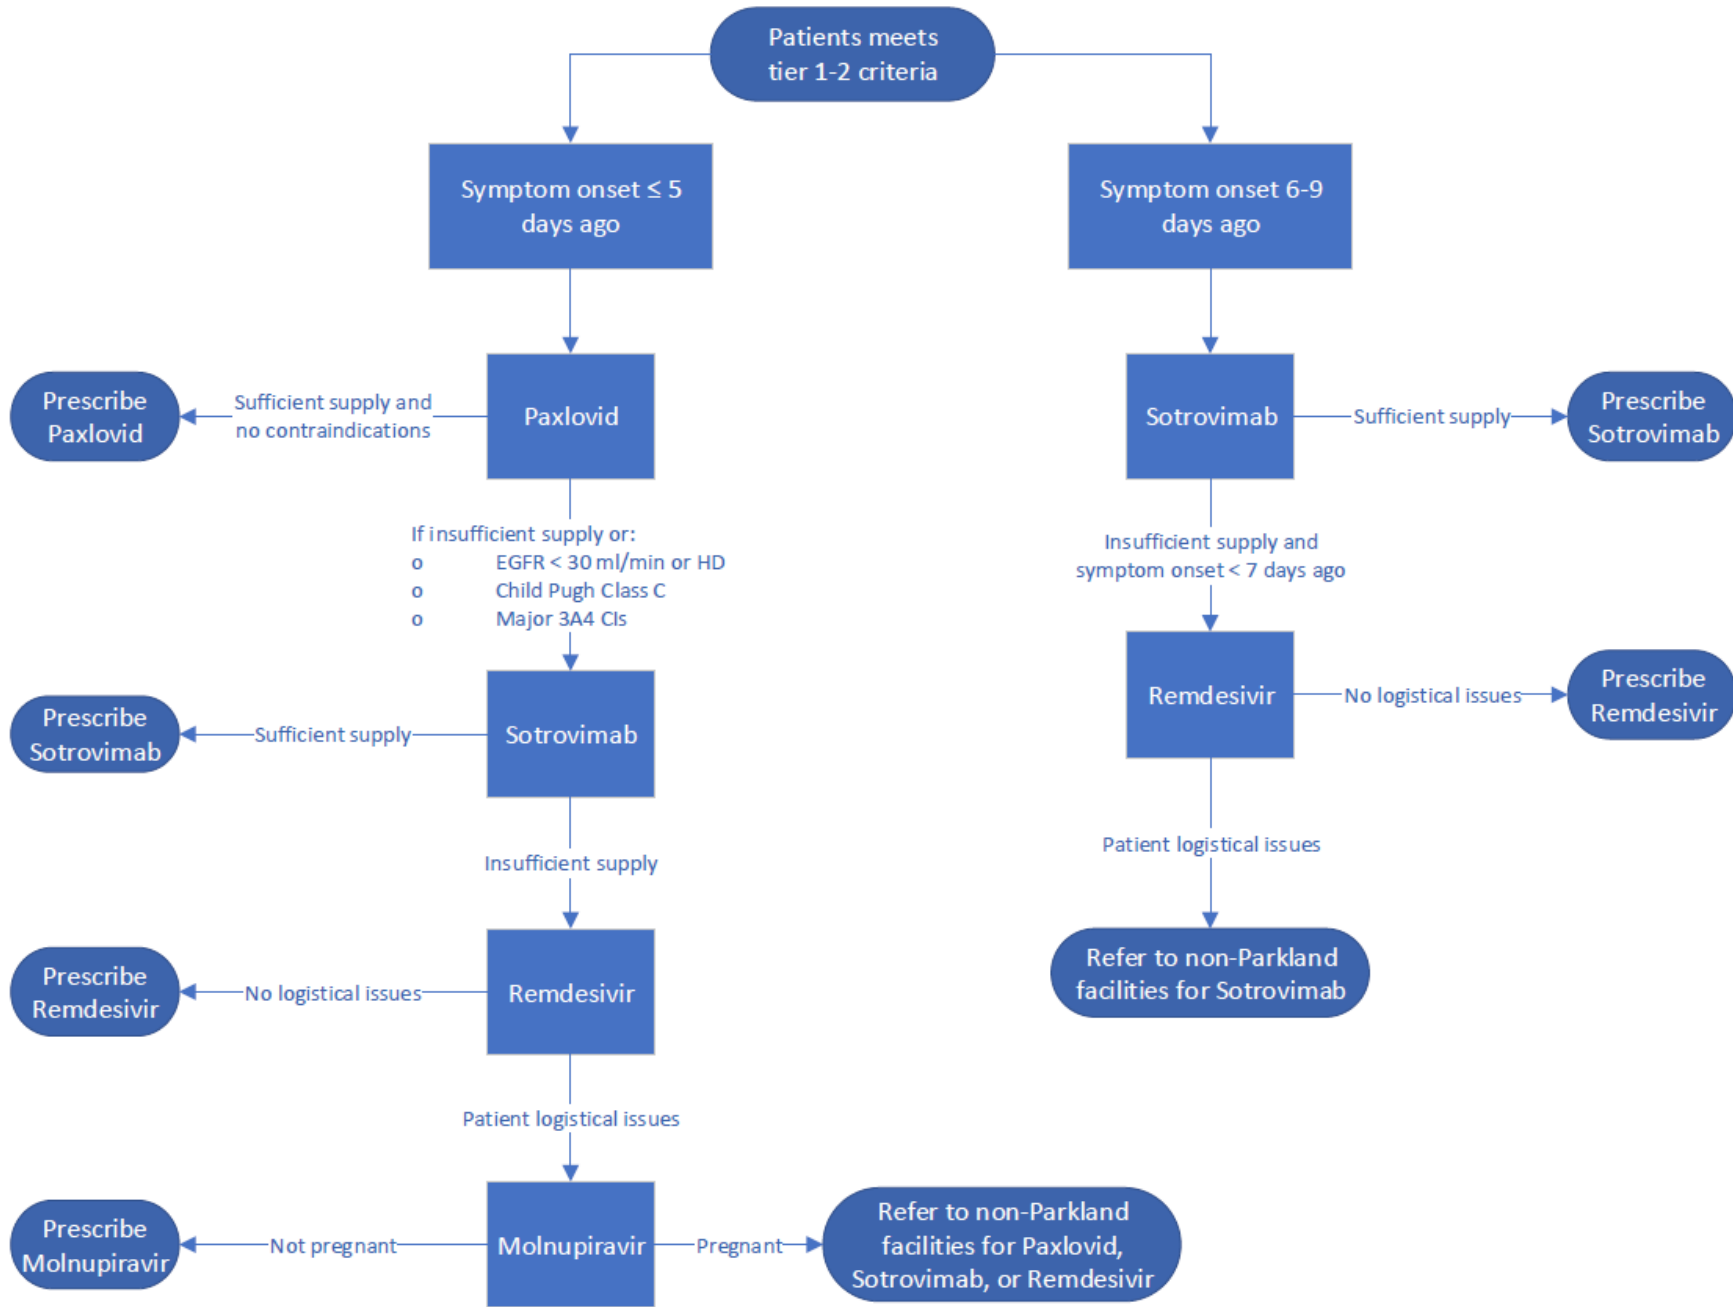 Patients meets
tier 1-2 criteria
Symptom onset ≤ 5
days ago
Symptom onset 6-9
days ago
Prescribe
Paxlovid
Sufficient supply and
no contraindications
Paxlovid
Sotrovimab
Sufficient supply
Prescribe
Sotrovimab
If insufficient supply or:
o EGFR < 30 ml/min or HD
o Child Pugh Class C
o Major 3A4 CIs
Insufficient supply and
symptom onset < 7 days ago
Prescribe
Sotrovimab
Sufficient supply
Sotrovimab
Remdesivir
No logistical issues
Prescribe
Remdesivir
Insufficient supply
Patient logistical issues
Prescribe
Remdesivir
No logistical issues
Remdesivir
Refer to non-Parkland
facilities for Sotrovimab
Patient logistical issues
Prescribe
Molnupiravir
Not pregnant
Molnupiravir
Pregnant
Refer to non-Parkland
facilities for Paxlovid,
Sotrovimab, or Remdesivir